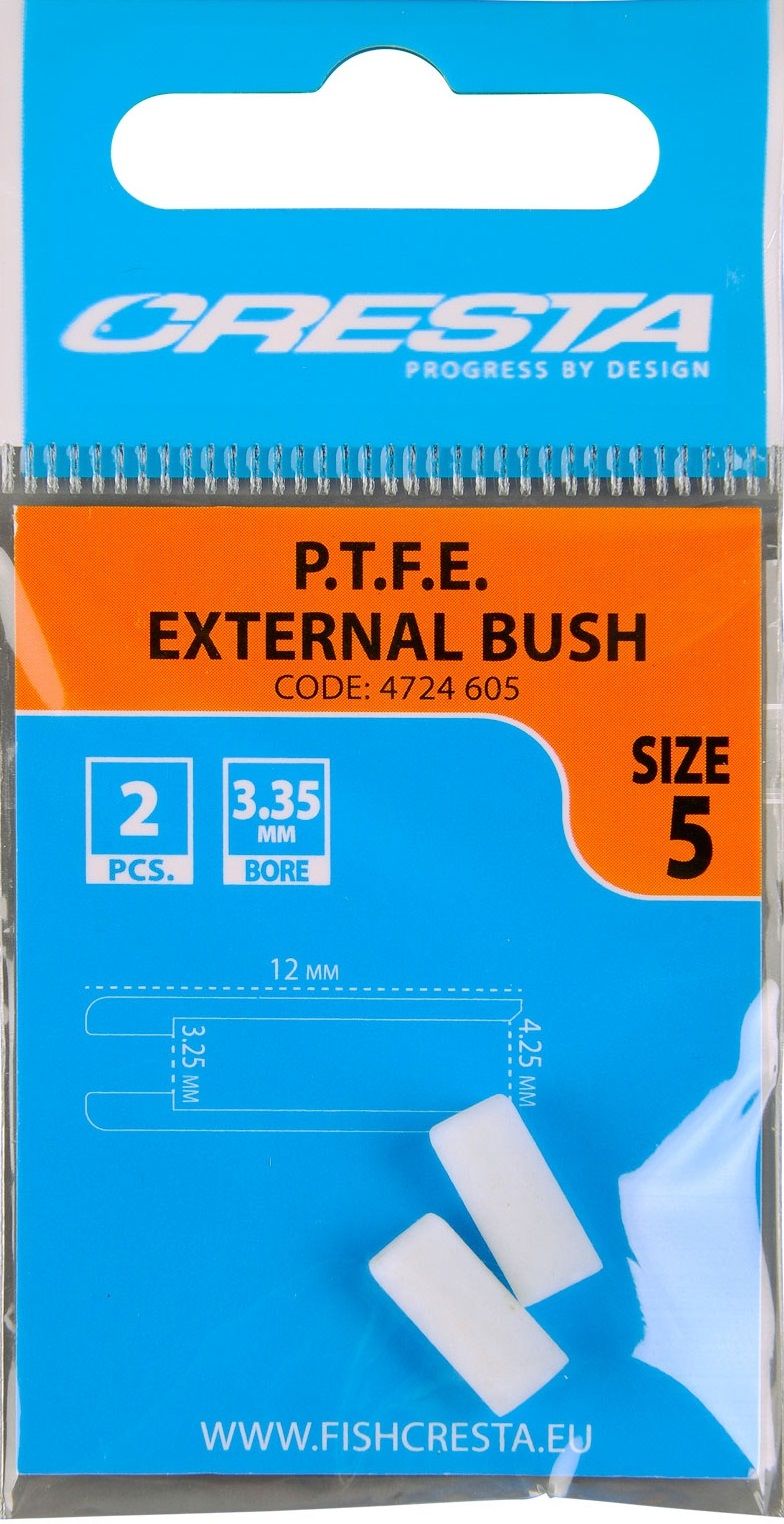 CRESTA
PROGRESS BY DESIGN
P.T.F.E.
EXTERNAL BUSH
CODE: 4724 605
SIZE
5
2
PCS.
3.35
MM
BORE
12 MM
3.25 MM
4.25 MM
WWW.FISHCRESTA.EU